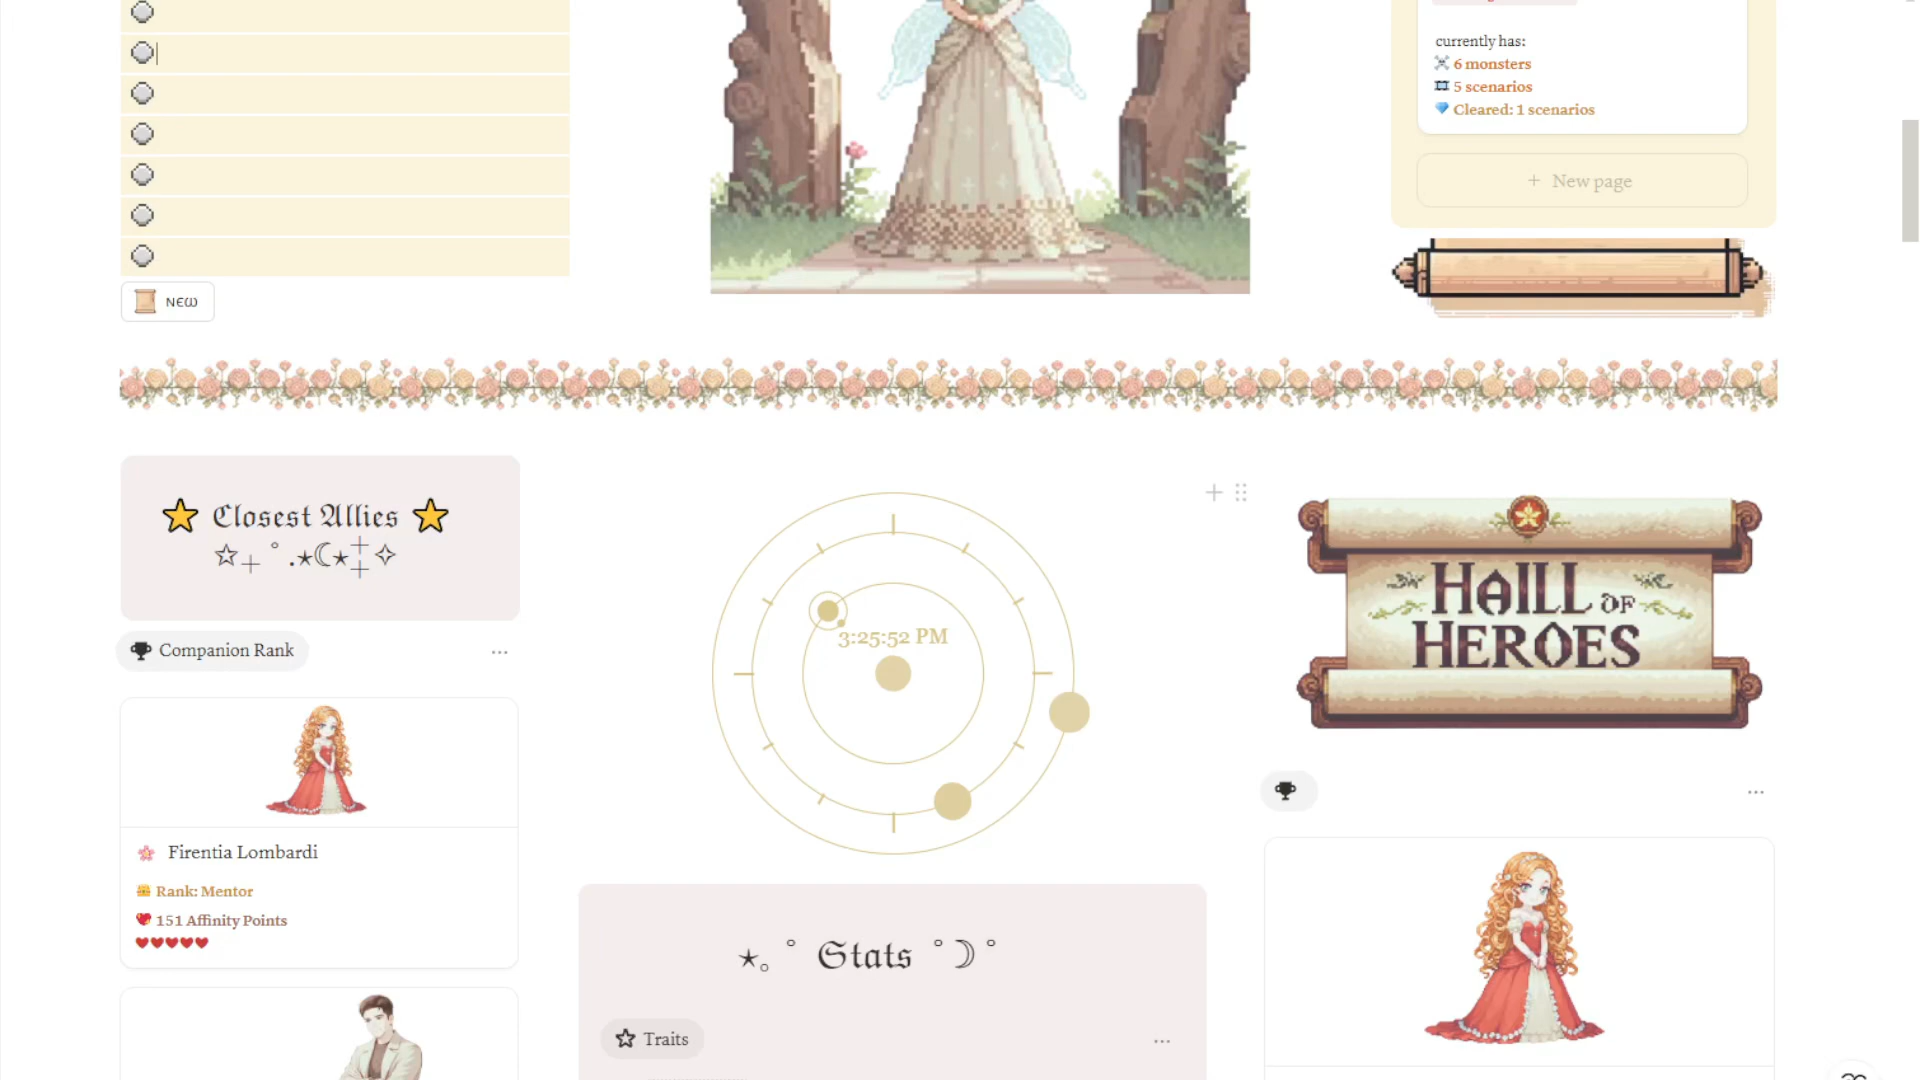 currently has:
6 monsters
5 scenarios
Cleared: 1 scenarios
+ New page
NEW
Closest Allies
Companion Rank
3:25:52 PM
HAILL OF
HEROES
Firentia Lombardi
Rank: Mentor
151 Affinity Points
Stats
Traits